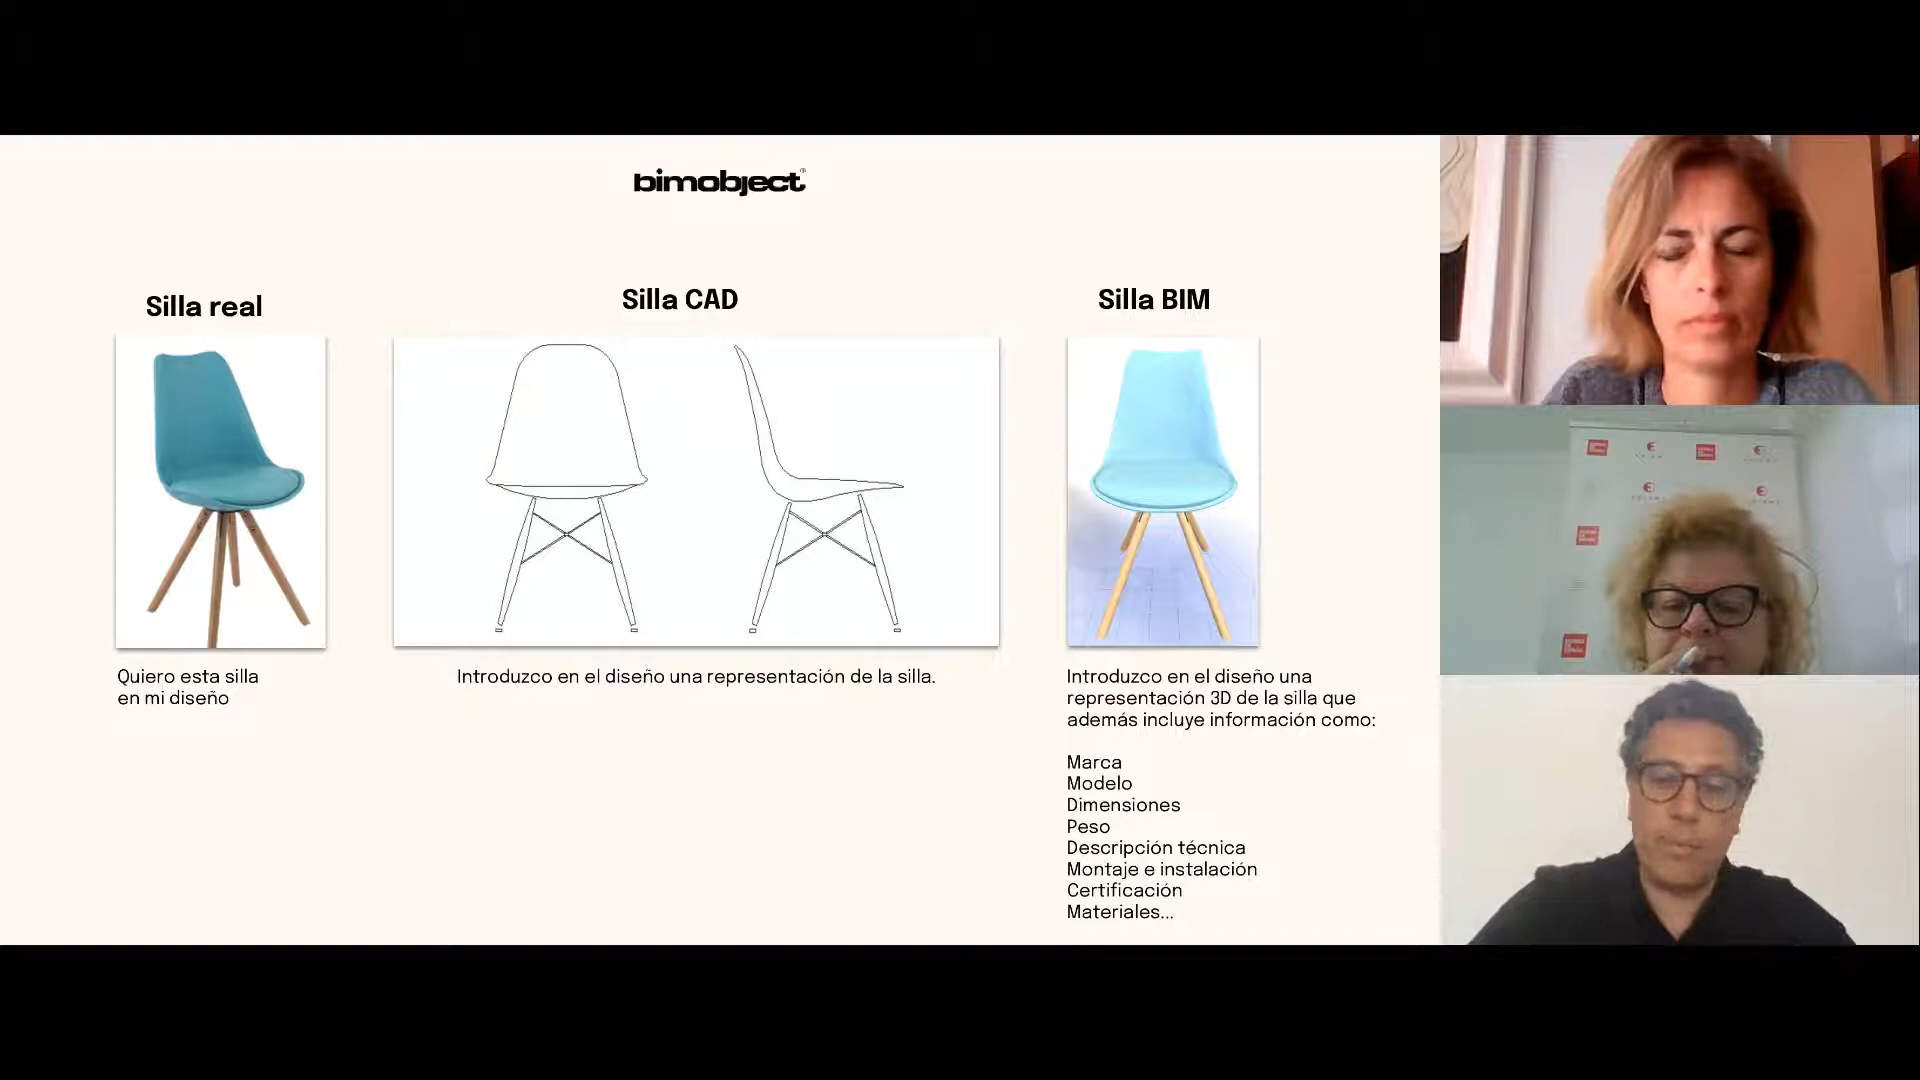 bimobject®
Silla real
Silla CAD
Silla BIM
Quiero esta silla
en mi diseño
Introduzco en el diseño una representación de la silla.
Introduzco en el diseño una
representación 3D de la silla que
además incluye información como:
Marca
Modelo
Dimensiones
Peso
Descripción técnica
Montaje e instalación
Certificación
Materiales...